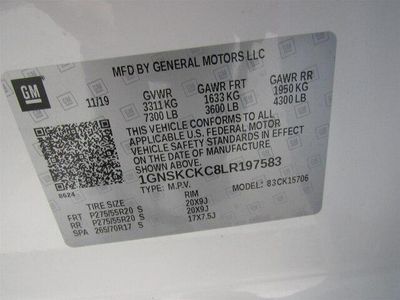 MFD BY GENERAL MOTORS LLC
GM
11/19 GVWR GAWR FRT GAWR RR
3311 KG 1633 KG 1950 KG
7300 LB 3600 LB 4300 LB
THIS VEHICLE CONFORMS TO ALL
APPLICABLE U.S. FEDERAL MOTOR
VEHICLE SAFETY STANDARDS IN
EFFECT ON THE DATE OF
MANUFACTURE SHOWN ABOVE.
1GNSKCKC8LR197583
8624 TYPE: M.P.V. MODEL: 83CK15706
TIRE SIZE RIM
FRT P275/55R20 S 20X9J
RR P275/55R20 S 20X9J
SPA 265/70R17 S 17X7.5J